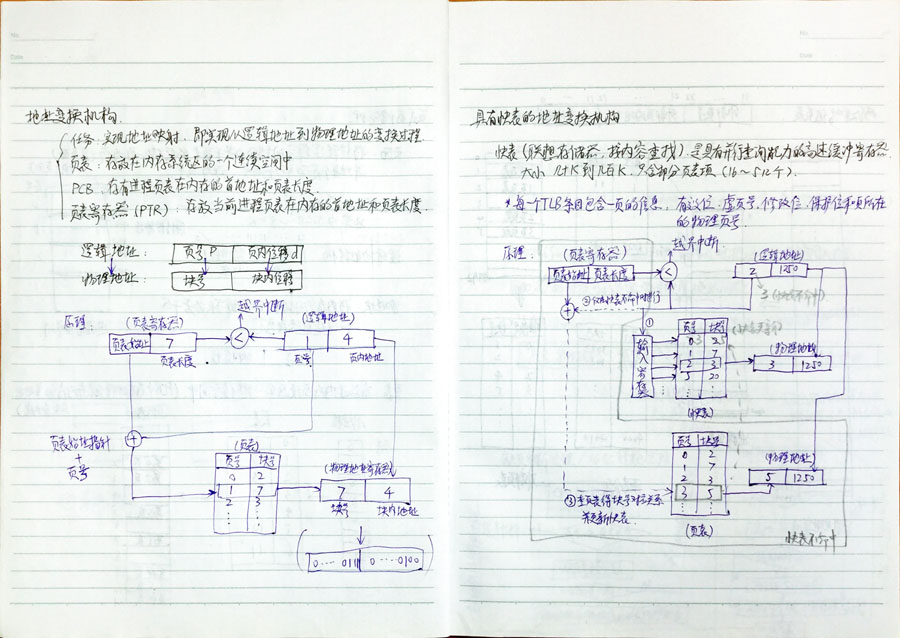 No.
Date
地址变换机构
任务：实现地址映射，即实现从逻辑地址到物理地址的变换过程.
页表：存放在内存系统区的一个连续空间中
PCB：存有进程页表在内存的首地址和页表长度.
页表寄存器(PTR)：存放当前进程页表在内存的首地址和页表长度.
逻辑地址： 页号P 页内位移d
物理地址： 块号 块内位移
越界中断
原理 (页表寄存器) (逻辑地址)
页表始址 7 < 1 4
页表长度 页号 页内地址
页表始址指针
+
页号
(页表)
页号 块号
0 2
1 7
2 3
(物理地址寄存器)
7 4
块号 块内地址
0····0111 0····0100
No.
Date
具有快表的地址变换机构
快表(联想存储器，按内容查找)是具有并行查询能力的高速缓冲寄存器
大小几十K到几百K，只含部分页表项(16～512个).
*每个TLB条目包含一页的信息，有效位，虚页号，修改位，保护位和页所在
的物理页号
越界中断
原理. (页表寄存器) (逻辑地址)
页表始址 页表长度 < 2 1250
3 (快表不命中)
②仅在快表不命中时进行
+
①
输入寄存器
页号 块号
1 7
2 3
5 20
(快表)
(物理地址)
3 1250
页号 块号
0 2
1 7
2 3
3 5
(页表)
(物理地址)
5 1250
③查页表得块号对应关系
并更新快表.
快表不命中